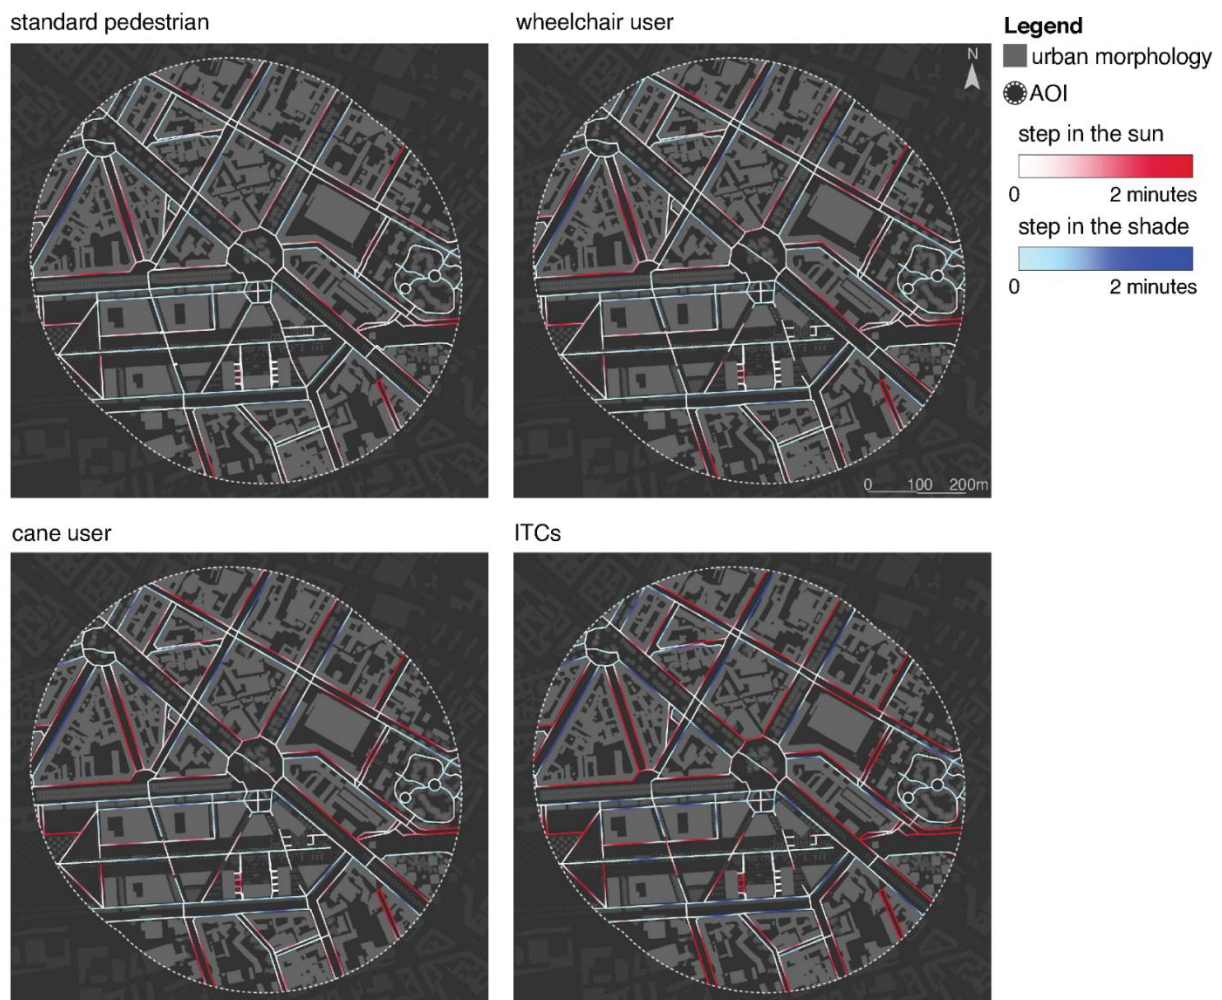 standard pedestrian
wheelchair user
Legend
urban morphology
AOI
step in the sun
0 2 minutes
step in the shade
0 2 minutes
N
0 100 200m
cane user
ITCs